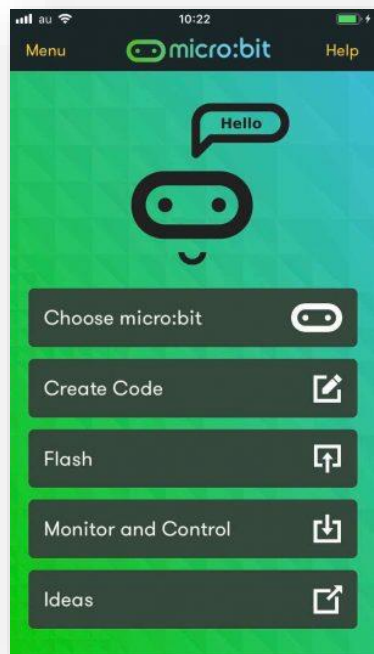 au 10:22
Menu micro:bit Help
Hello
Choose micro:bit
Create Code
Flash
Monitor and Control
Ideas